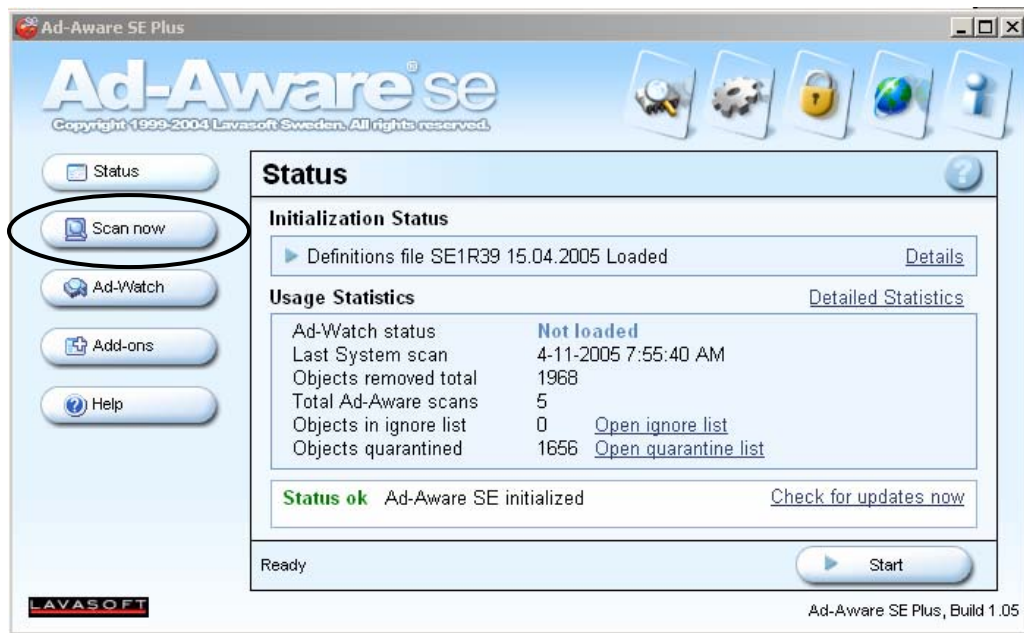 Ad-Aware SE Plus
Ad-Aware® se
Copyright 1999-2004 Lavasoft Sweden. All rights reserved.
Status
Scan now
Ad-Watch
Add-ons
Help
Status
Initialization Status
Definitions file SE1R39 15.04.2005 Loaded Details
Usage Statistics Detailed Statistics
Ad-Watch status Not loaded
Last System scan 4-11-2005 7:55:40 AM
Objects removed total 1968
Total Ad-Aware scans 5
Objects in ignore list 0 Open ignore list
Objects quarantined 1656 Open quarantine list
Status ok Ad-Aware SE initialized Check for updates now
Ready Start
LAVASOFT
Ad-Aware SE Plus, Build 1.05